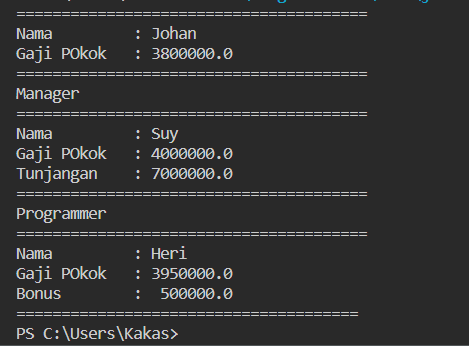 =======================================
Nama         : Johan
Gaji POkok   : 3800000.0
=======================================
Manager
=======================================
Nama         : Suy
Gaji POkok   : 4000000.0
Tunjangan    : 7000000.0
=======================================
Programmer
=======================================
Nama         : Heri
Gaji POkok   : 3950000.0
Bonus        :  500000.0
======================================
PS C:\Users\Kakas>